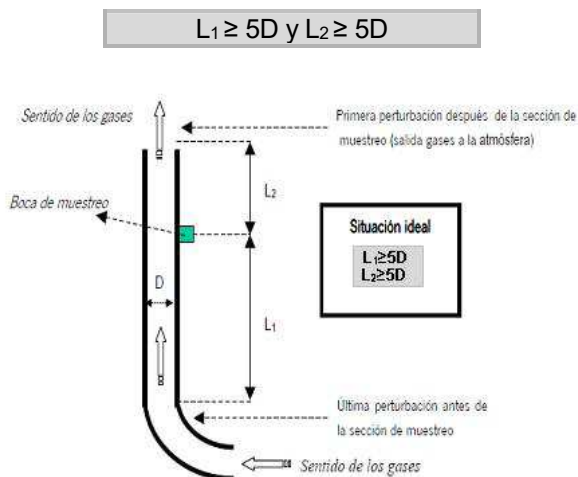 L₁ ≥ 5D y L₂ ≥ 5D
Sentido de los gases
Primera perturbación después de la sección de
muestreo (salida gases a la atmósfera)
L₂
Boca de muestreo
Situación ideal
L₁≥5D
L₂≥5D
D
L₁
Última perturbación antes de
la sección de muestreo
Sentido de los gases